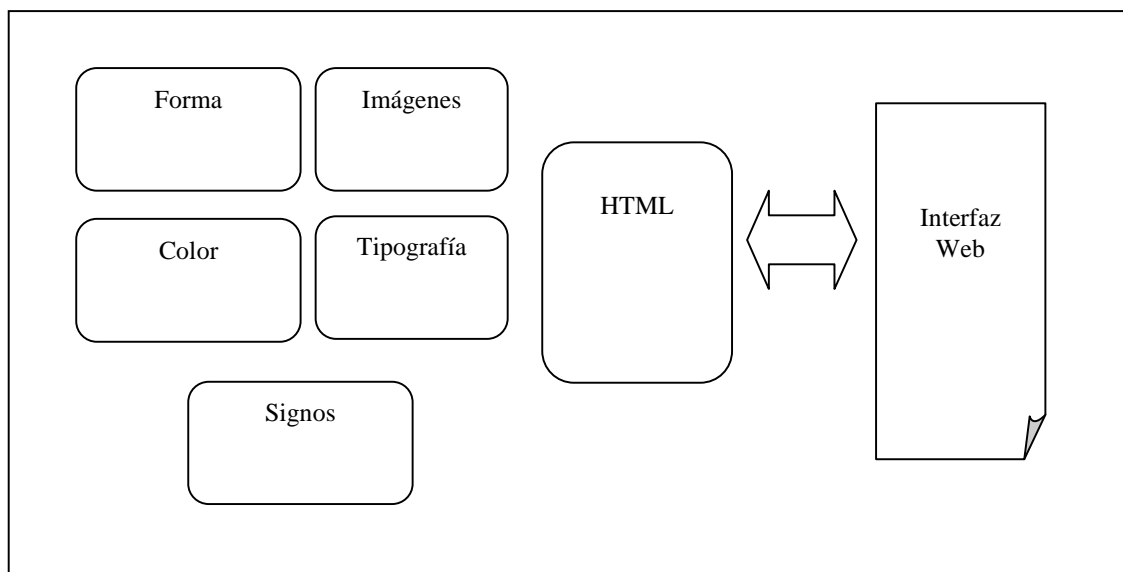 Forma
Imágenes
Color
Tipografía
Signos
HTML
Interfaz
Web